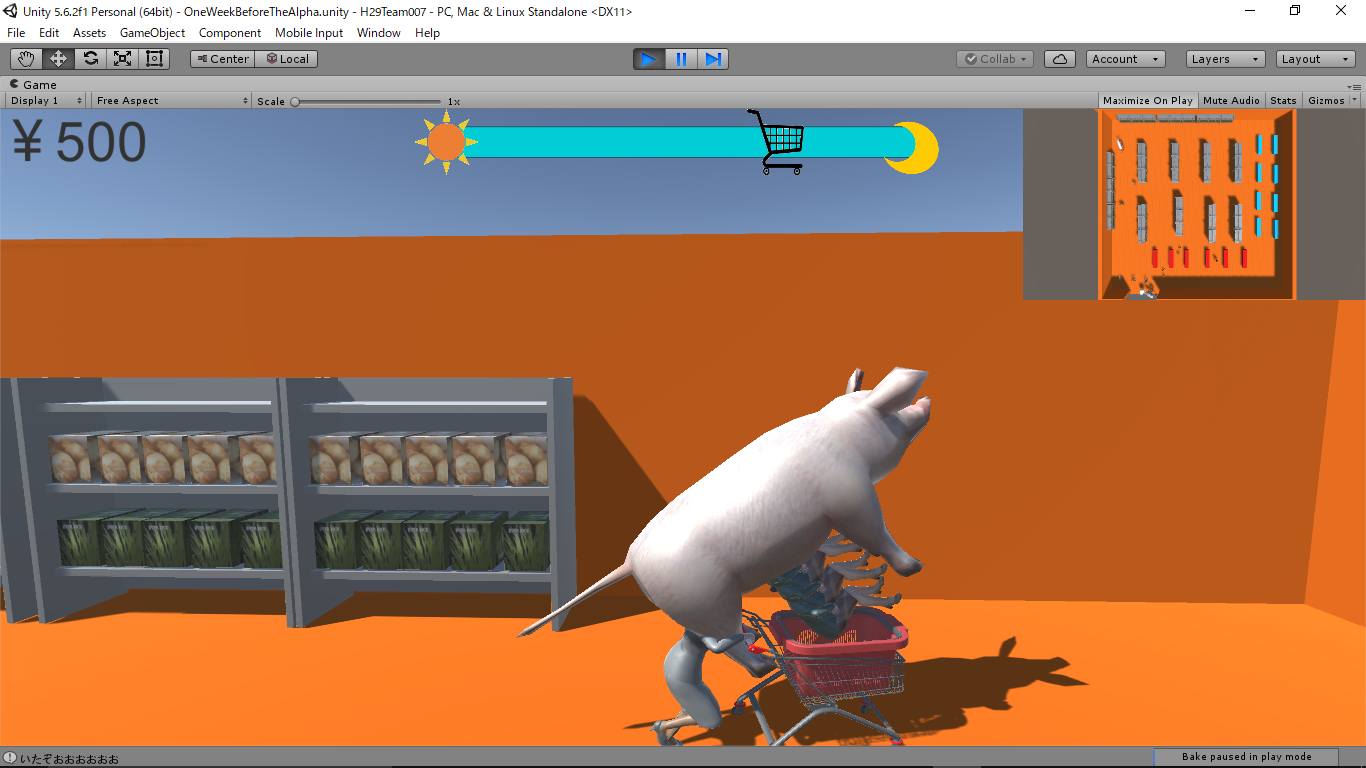 Unity 5.6.2f1 Personal (64bit) - OneWeekBeforeTheAlpha.unity - H29Team007 - PC, Mac & Linux Standalone <DX11>
File Edit Assets GameObject Component Mobile Input Window Help
Center Local Collab Account Layers Layout
Game
Display 1 Free Aspect Scale 1x Maximize On Play Mute Audio Stats Gizmos
¥500
いたぞおおおおおお
Bake paused in play mode